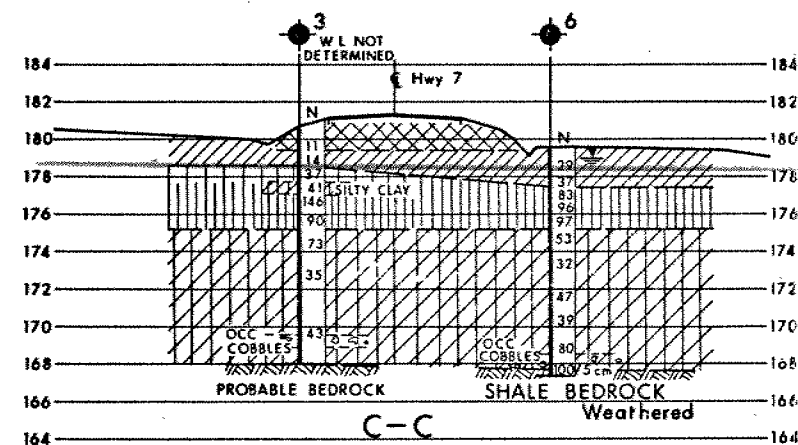 3
6
W L NOT
DETERMINED
184
184
℄ Hwy 7
182
182
N
N
180
180
11
14
37
29
178
178
41
SILTY CLAY
37
146
83
96
176
176
90
97
73
53
174
174
35
32
172
172
47
170
170
39
OCC
COBBLES
43
OCC
COBBLES
80
168
168
100/5 cm
PROBABLE BEDROCK
SHALE BEDROCK
Weathered
166
166
C-C
164
164